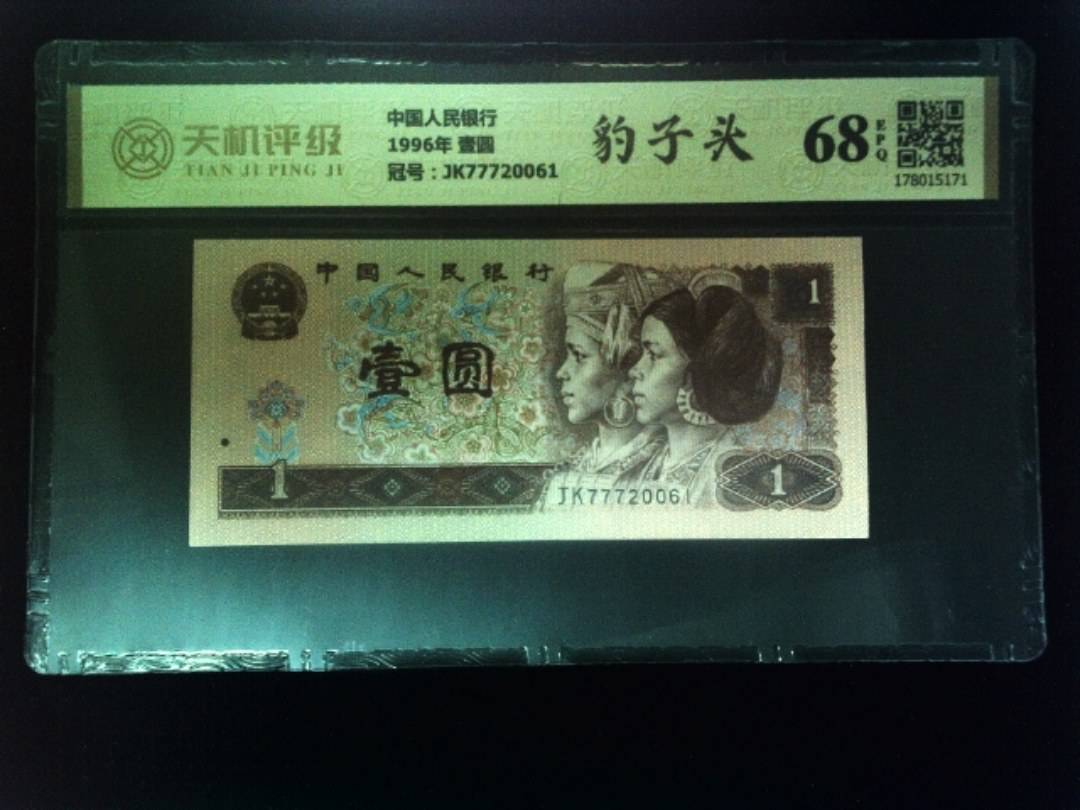 天机评级
TIAN JI PING JI
中国人民银行
1996年 壹圆
冠号：JK77720061
豹子头
68
EPQ
178015171
中国人民银行
1
壹圆
1
JK77720061
1